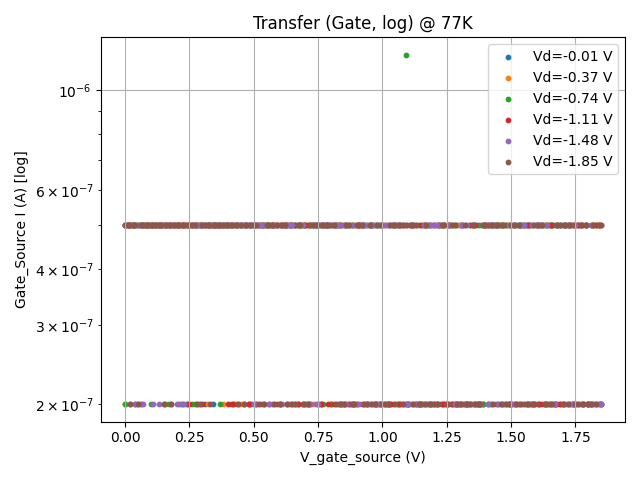 Transfer (Gate, log) @ 77K
Gate_Source I (A) [log]
10⁻⁶
6 × 10⁻⁷
4 × 10⁻⁷
3 × 10⁻⁷
2 × 10⁻⁷
Vd=-0.01 V
Vd=-0.37 V
Vd=-0.74 V
Vd=-1.11 V
Vd=-1.48 V
Vd=-1.85 V
0.00 0.25 0.50 0.75 1.00 1.25 1.50 1.75
V_gate_source (V)